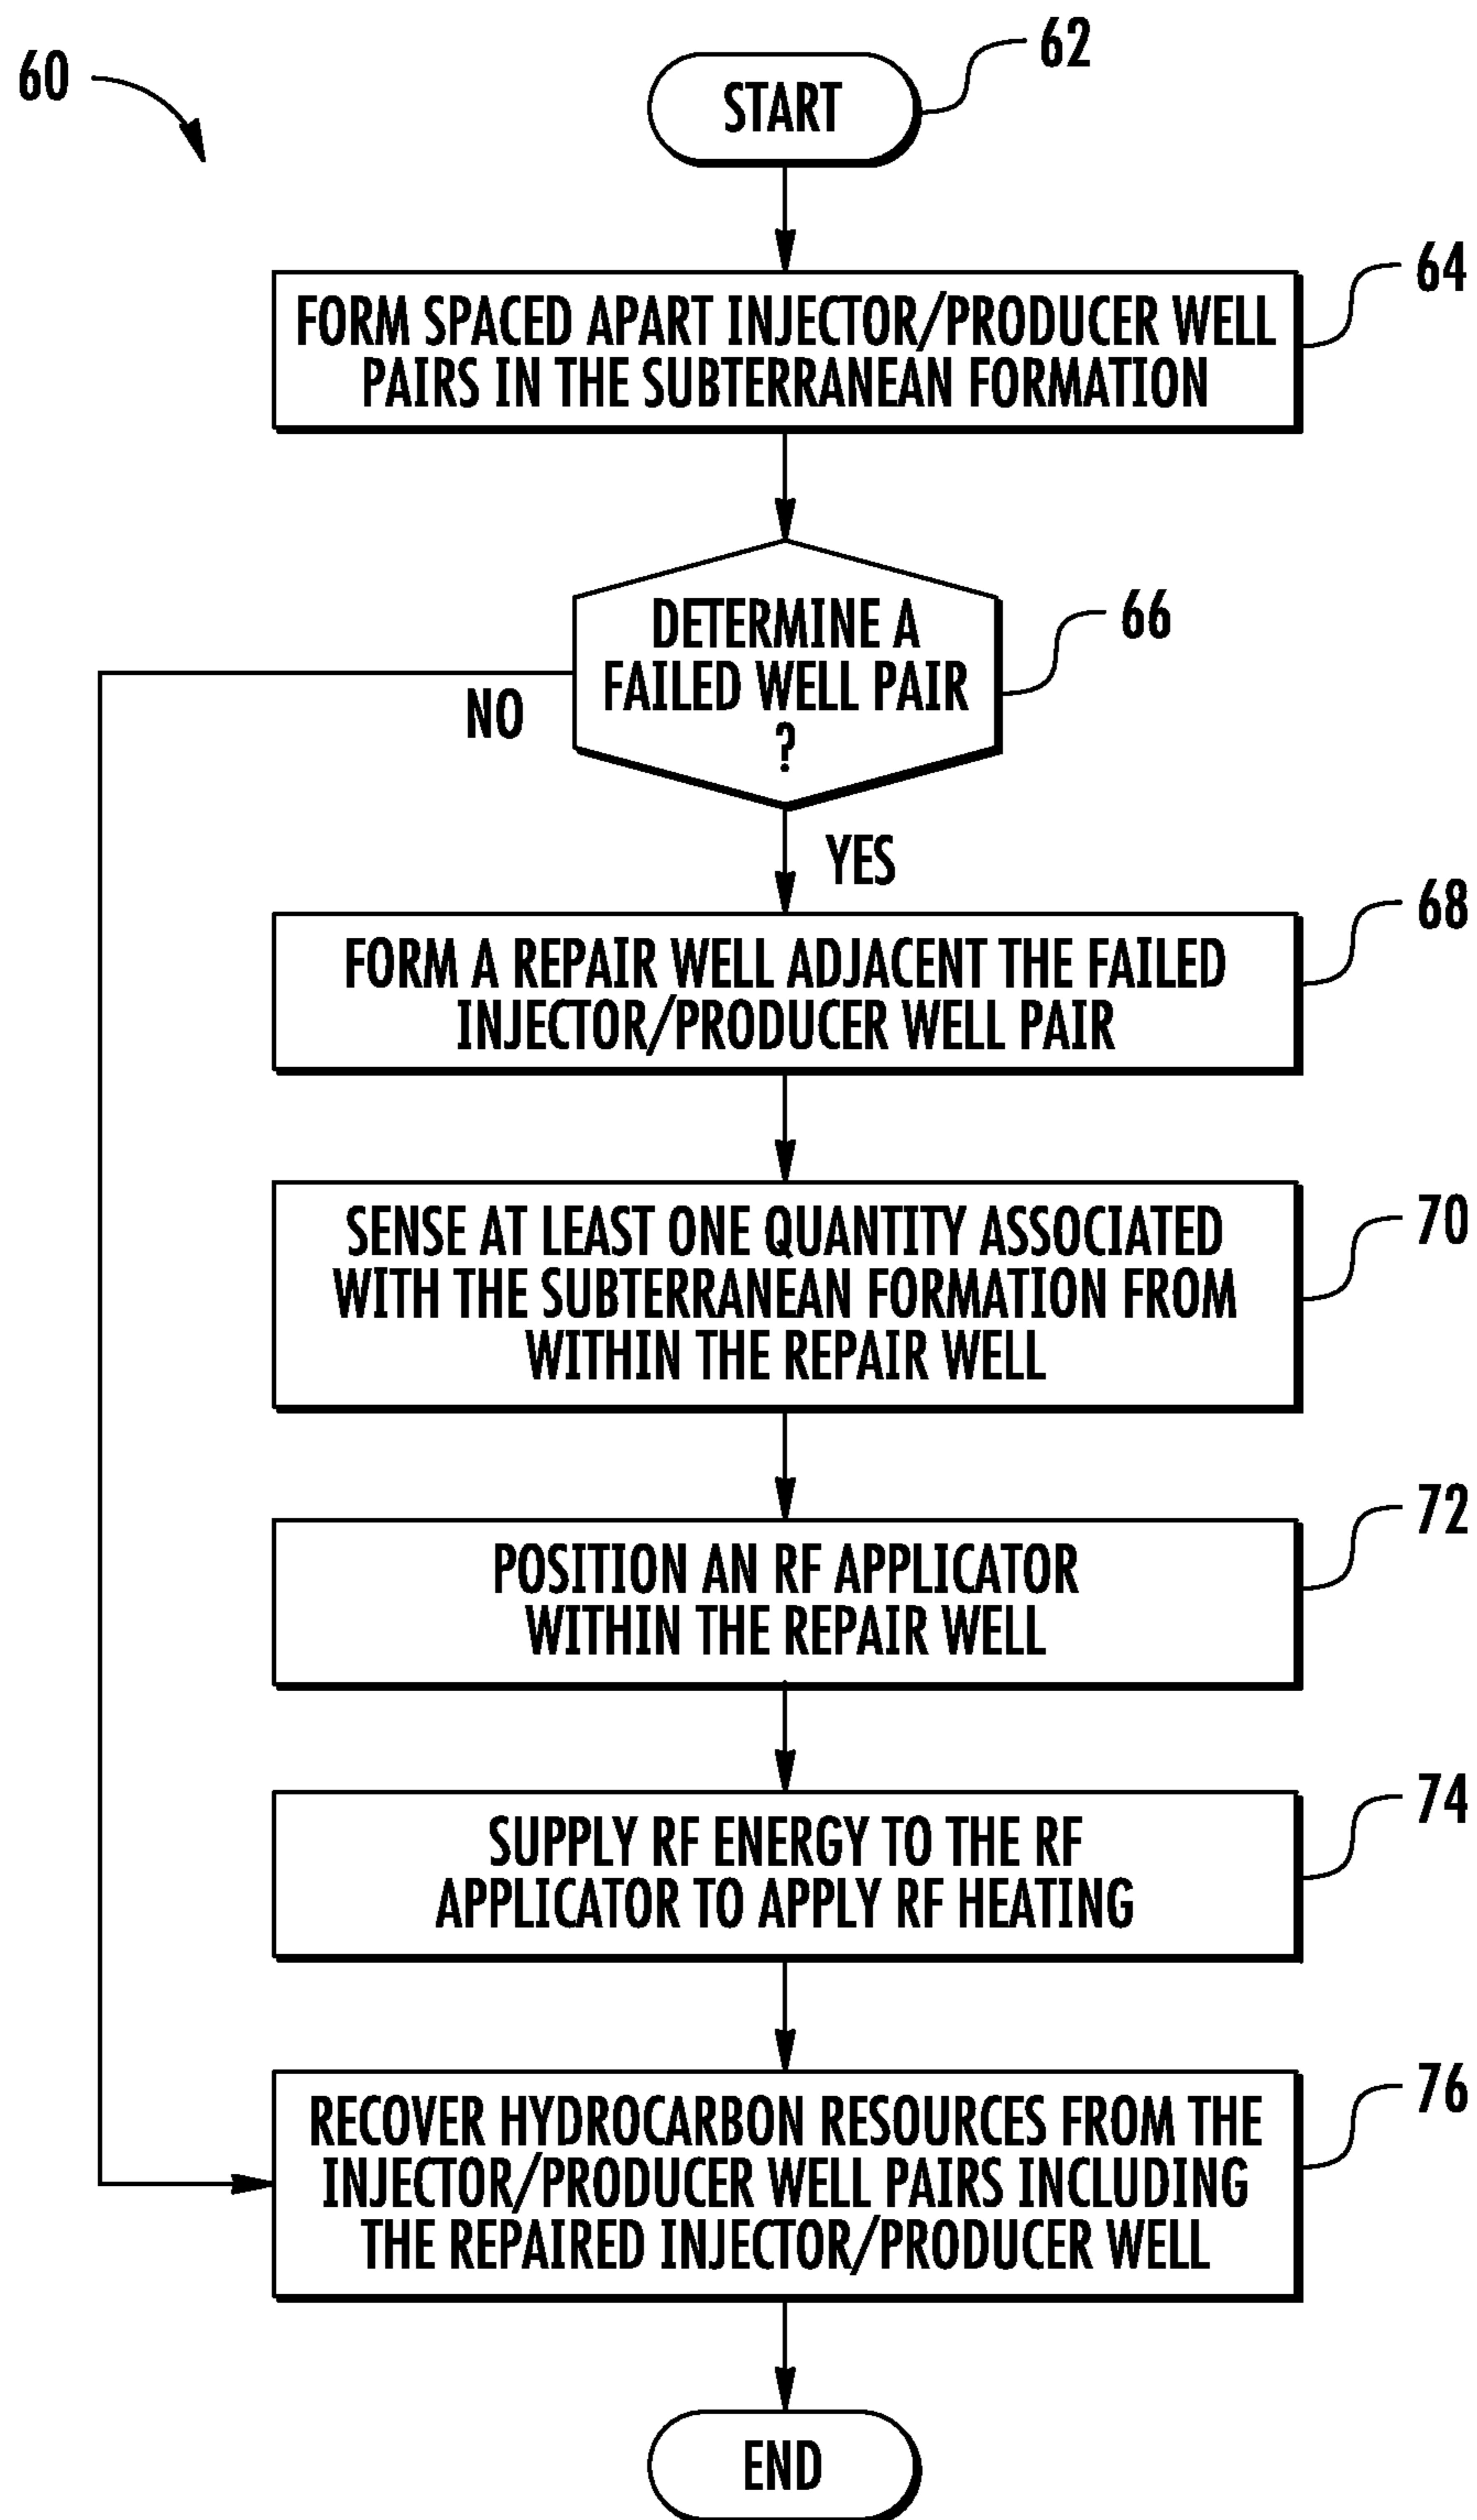 60
START
62
FORM SPACED APART INJECTOR/PRODUCER WELL
PAIRS IN THE SUBTERRANEAN FORMATION
64
DETERMINE A
FAILED WELL PAIR
?
66
NO
YES
FORM A REPAIR WELL ADJACENT THE FAILED
INJECTOR/PRODUCER WELL PAIR
68
SENSE AT LEAST ONE QUANTITY ASSOCIATED
WITH THE SUBTERRANEAN FORMATION FROM
WITHIN THE REPAIR WELL
70
POSITION AN RF APPLICATOR
WITHIN THE REPAIR WELL
72
SUPPLY RF ENERGY TO THE RF
APPLICATOR TO APPLY RF HEATING
74
RECOVER HYDROCARBON RESOURCES FROM THE
INJECTOR/PRODUCER WELL PAIRS INCLUDING
THE REPAIRED INJECTOR/PRODUCER WELL
76
END